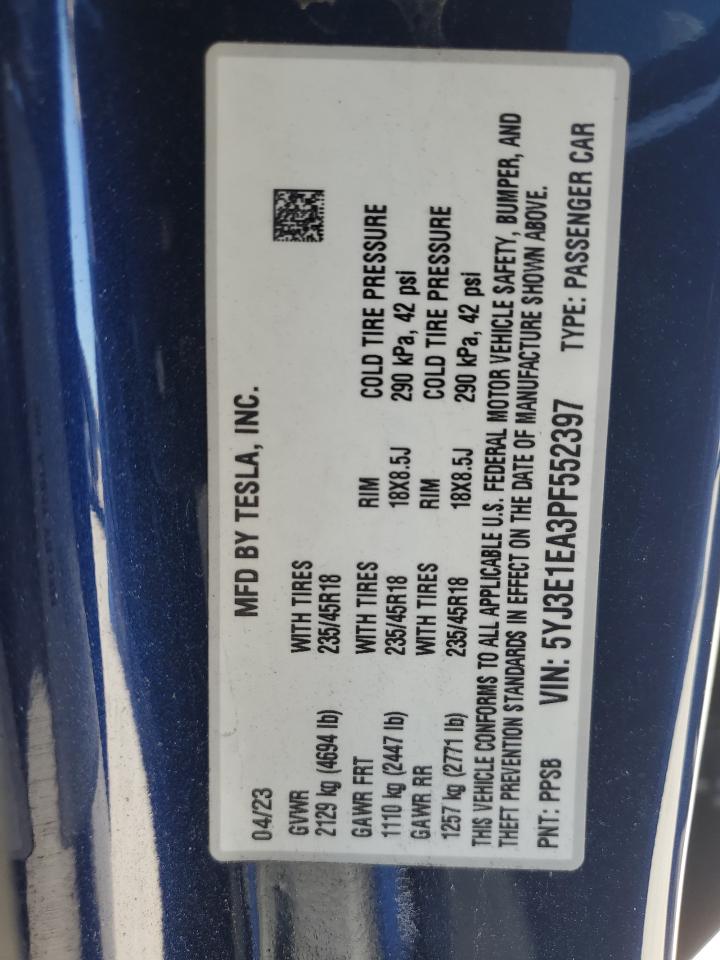 04/23 MFD BY TESLA, INC.
GVWR WITH TIRES
2129 kg (4694 lb) 235/45R18
GAWR FRT WITH TIRES RIM COLD TIRE PRESSURE
1110 kg (2447 lb) 235/45R18 18X8.5J 290 kPa, 42 psi
GAWR RR WITH TIRES RIM COLD TIRE PRESSURE
1257 kg (2771 lb) 235/45R18 18X8.5J 290 kPa, 42 psi
THIS VEHICLE CONFORMS TO ALL APPLICABLE U.S. FEDERAL MOTOR VEHICLE SAFETY, BUMPER, AND
THEFT PREVENTION STANDARDS IN EFFECT ON THE DATE OF MANUFACTURE SHOWN ABOVE.
PNT: PPSB VIN: 5YJ3E1EA3PF552397 TYPE: PASSENGER CAR